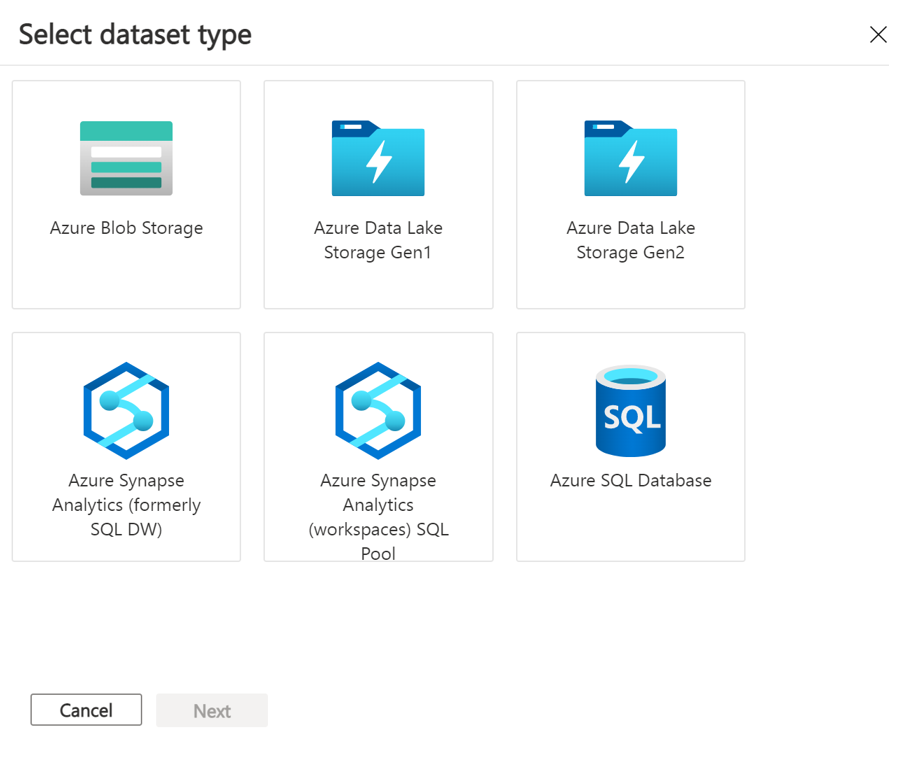 Select dataset type
Azure Blob Storage
Azure Data Lake
Storage Gen1
Azure Data Lake
Storage Gen2
Azure Synapse
Analytics (formerly
SQL DW)
Azure Synapse
Analytics
(workspaces) SQL
Pool
SQL
Azure SQL Database
Cancel
Next